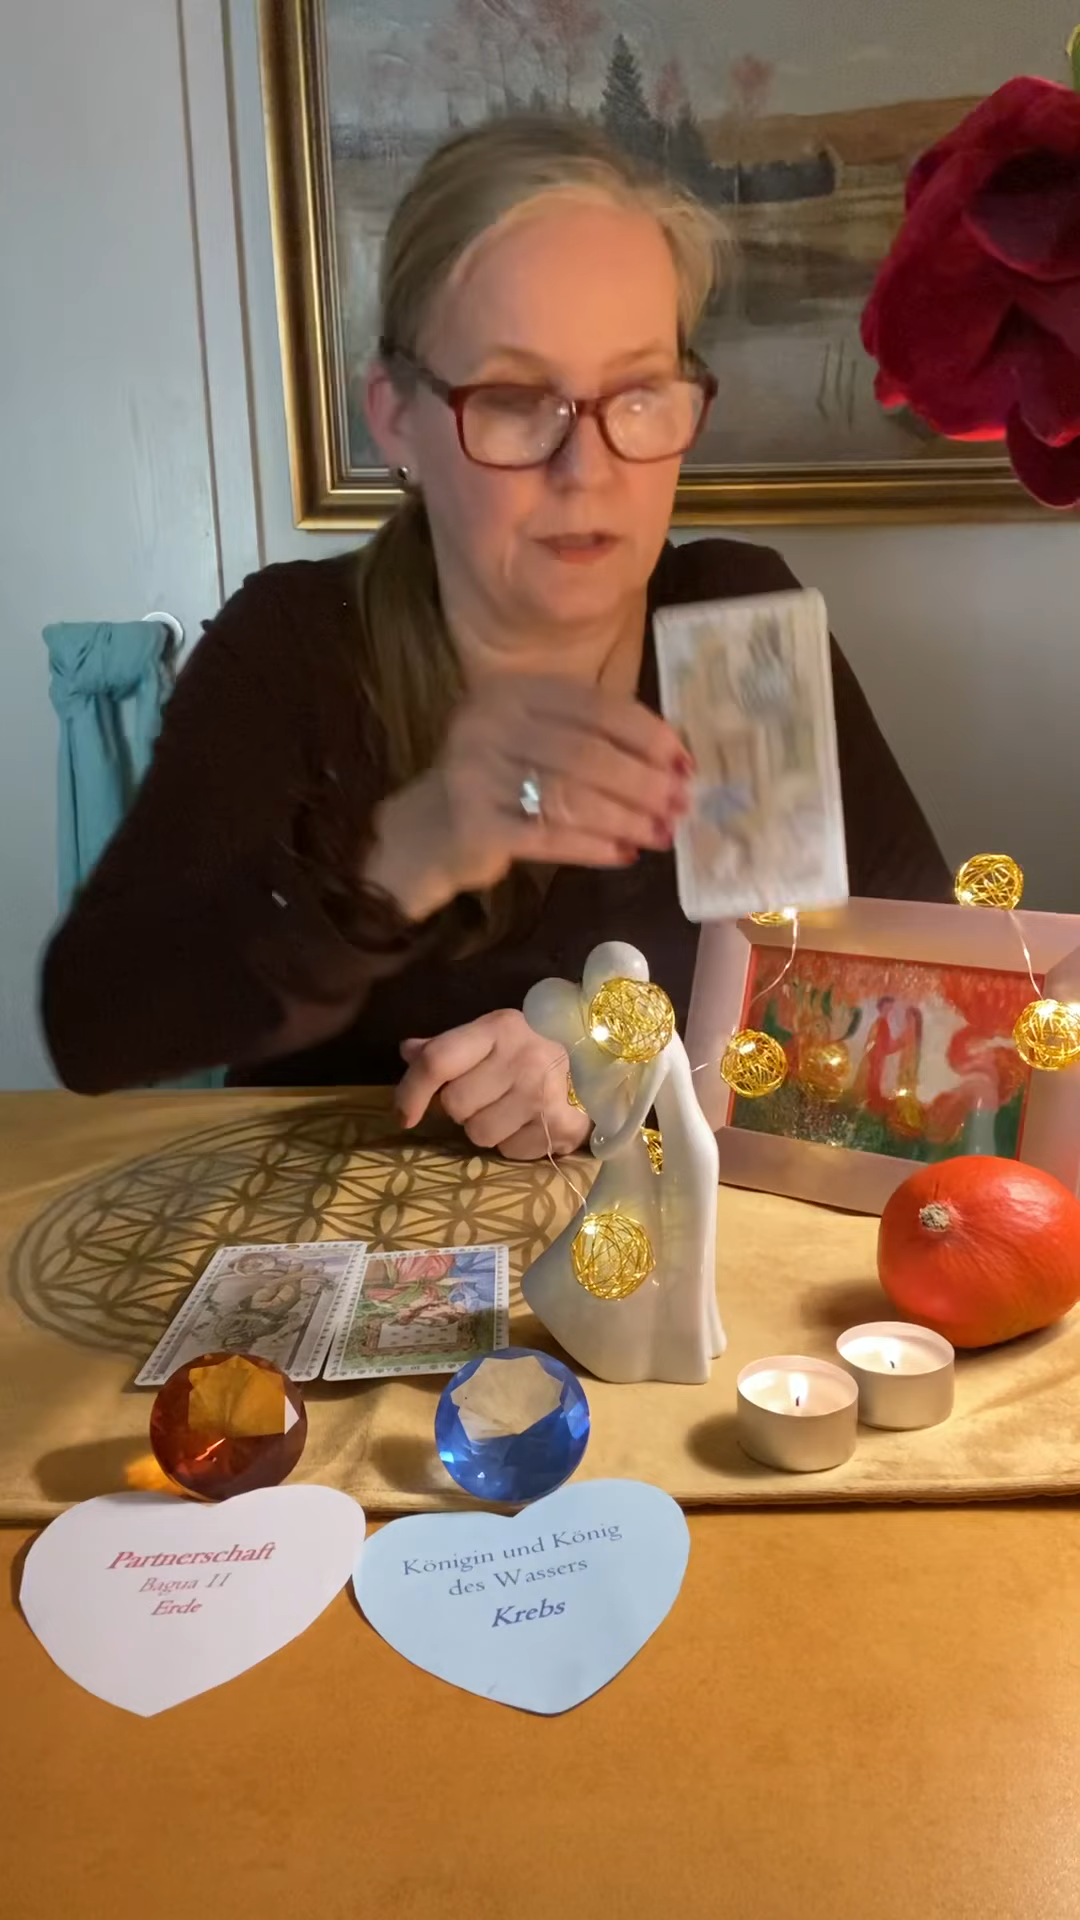 Partnerschaft
Bagua 11
Erde
Königin und König
des Wassers
Krebs